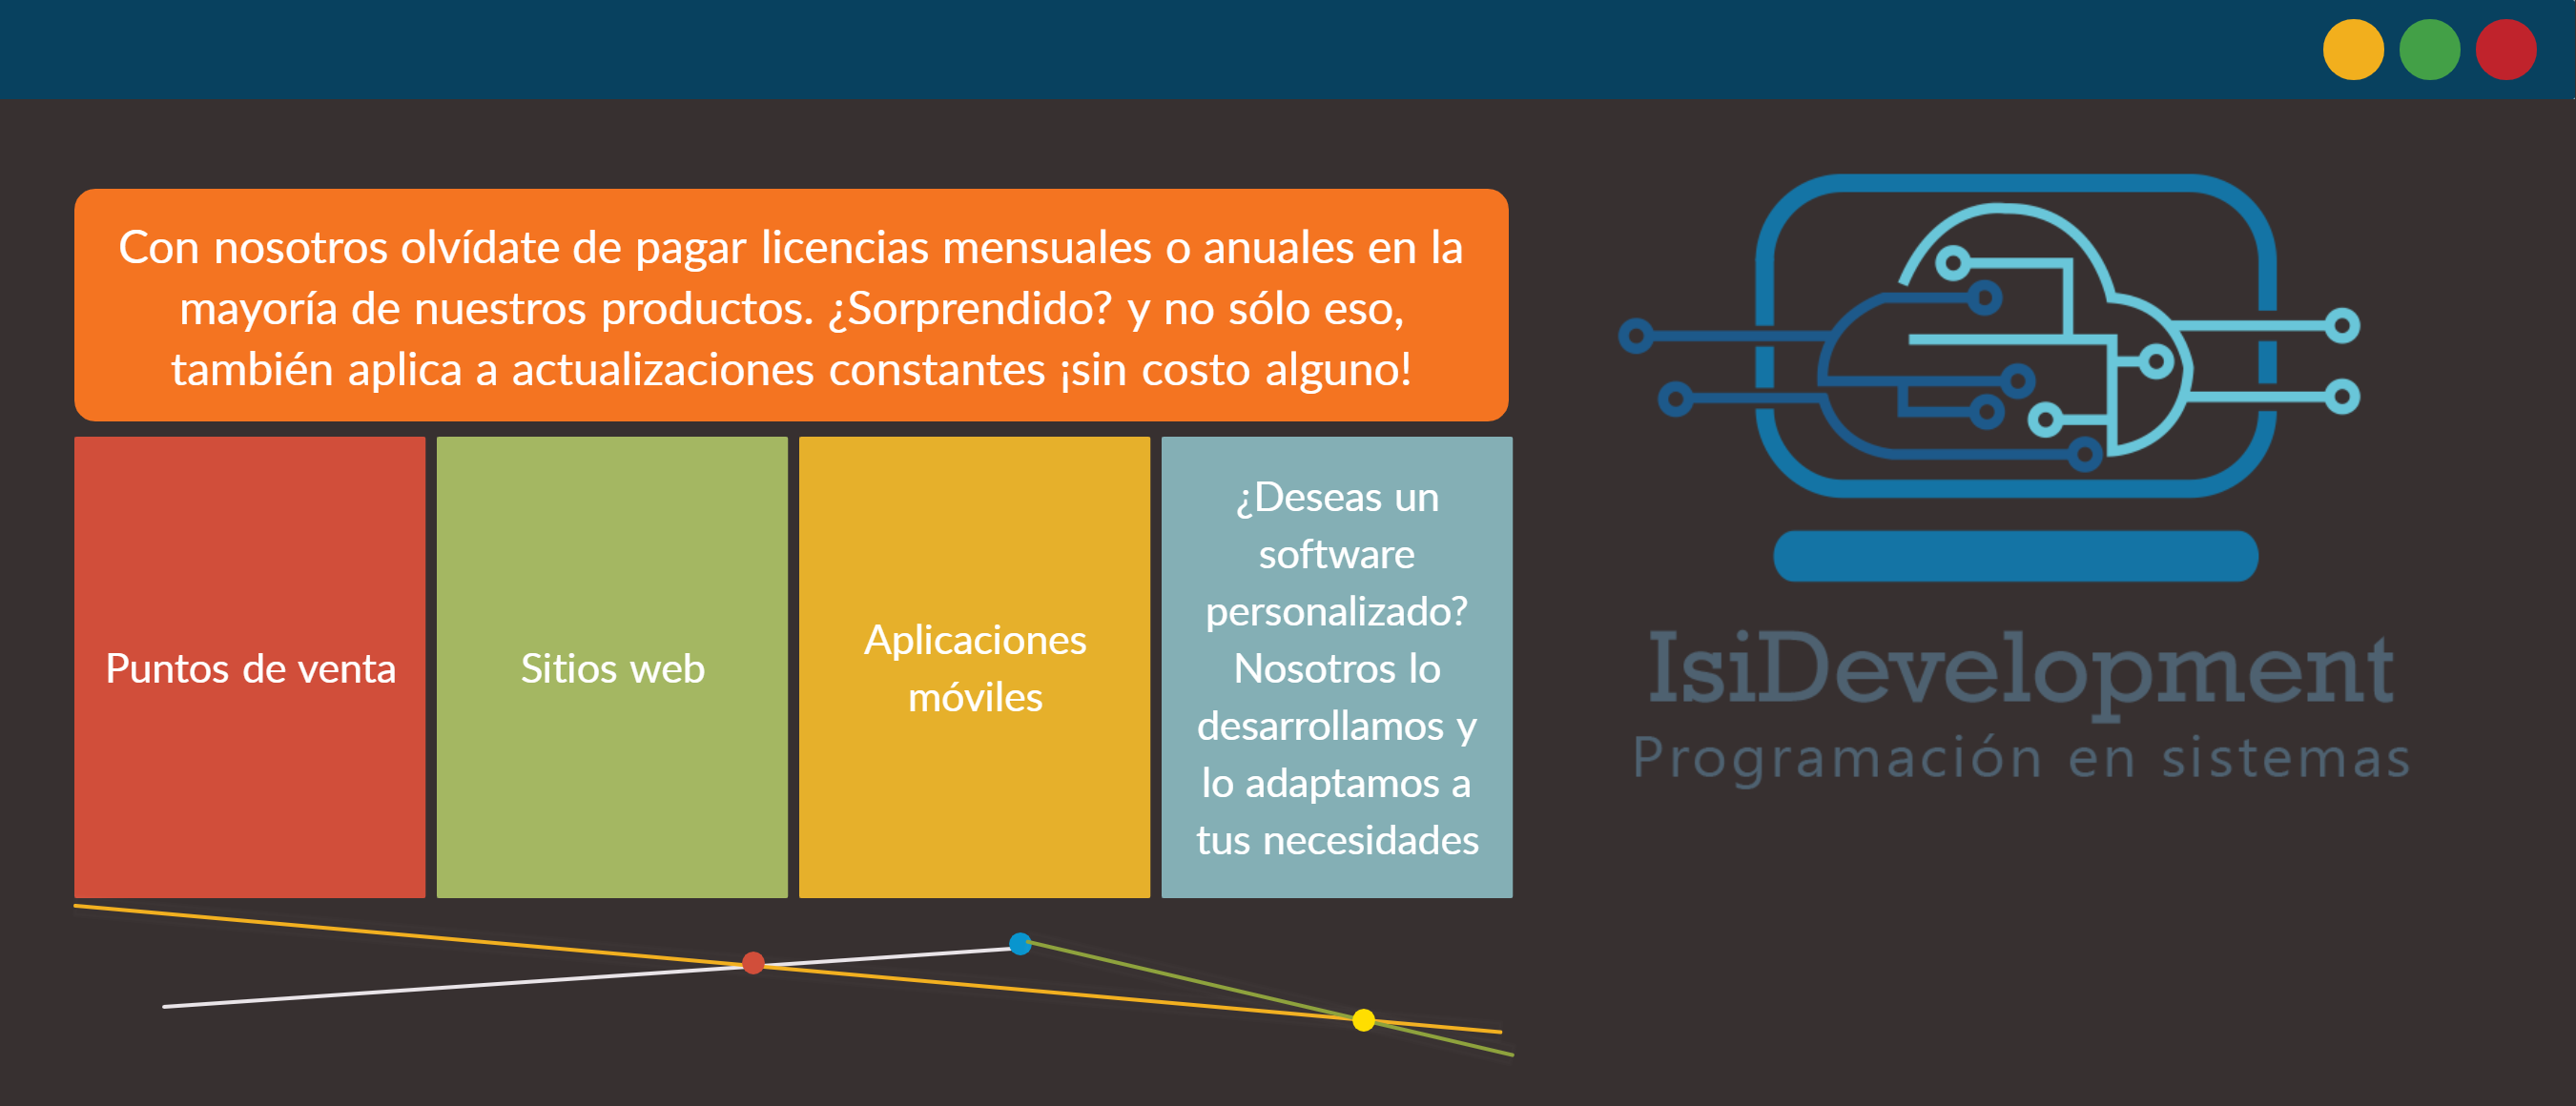 Con nosotros olvídate de pagar licencias mensuales o anuales en la
mayoría de nuestros productos. ¿Sorprendido? y no sólo eso,
también aplica a actualizaciones constantes ¡sin costo alguno!
Puntos de venta
Sitios web
Aplicaciones
móviles
¿Deseas un
software
personalizado?
Nosotros lo
desarrollamos y
lo adaptamos a
tus necesidades
IsiDevelopment
Programación en sistemas